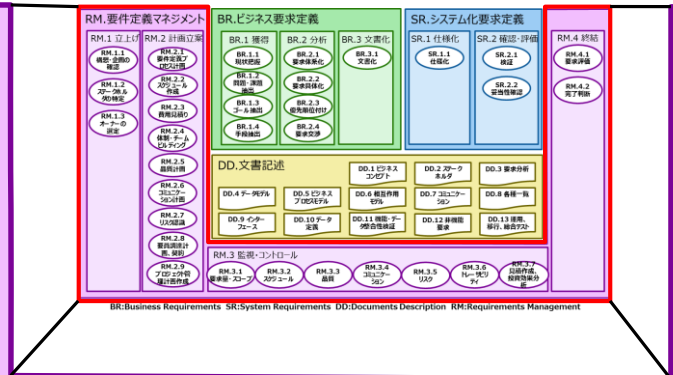 RM.要件定義マネジメント
RM.1 立上げ
RM.1.1
構想・企画の
確認
RM.1.2
ステークホル
ダの特定
RM.1.3
オーナーの
選定
RM.2 計画立案
RM.2.1
要件定義プ
ロセス計画
RM.2.2
スケジュール
作成
RM.2.3
費用見積り
RM.2.4
体制・チーム
ビルディング
RM.2.5
品質計画
RM.2.6
コミュニケー
ション計画
RM.2.7
リスク認識
RM.2.8
要員調達計
画、契約
RM.2.9
プロジェクト管
理計画作成
BR.ビジネス要求定義
BR.1 獲得
BR.1.1
現状把握
BR.1.2
問題・課題
抽出
BR.1.3
ゴール抽出
BR.1.4
手段抽出
BR.2 分析
BR.2.1
要求体系化
BR.2.2
要求具体化
BR.2.3
優先順位付け
BR.2.4
要求交渉
BR.3 文書化
BR.3.1
文書化
SR.システム化要求定義
SR.1 仕様化
SR.1.1
仕様化
SR.2 確認・評価
SR.2.1
検証
SR.2.2
妥当性確認
RM.4 終結
RM.4.1
要求評価
RM.4.2
完了判断
DD.文書記述
DD.1 ビジネス
コンセプト
DD.2 ステーク
ホルダ
DD.3 要求分析
DD.4 データモデル
DD.5 ビジネス
プロセスモデル
DD.6 相互作用
モデル
DD.7 コミュニケー
ション
DD.8 各種一覧
DD.9 インター
フェース
DD.10 データ
定義
DD.11 機能・デー
タ整合性検証
DD.12 非機能
要求
DD.13 運用、
移行、総合テスト
RM.3 監視・コントロール
RM.3.1
要求量・スコープ
RM.3.2
スケジュール
RM.3.3
品質
RM.3.4
コミュニケー
ション
RM.3.5
リスク
RM.3.6
トレーサビリ
ティ
RM.3.7
見積作成、
投資効果分
析
BR:Business Requirements SR:System Requirements DD:Documents Description RM:Requirements Management